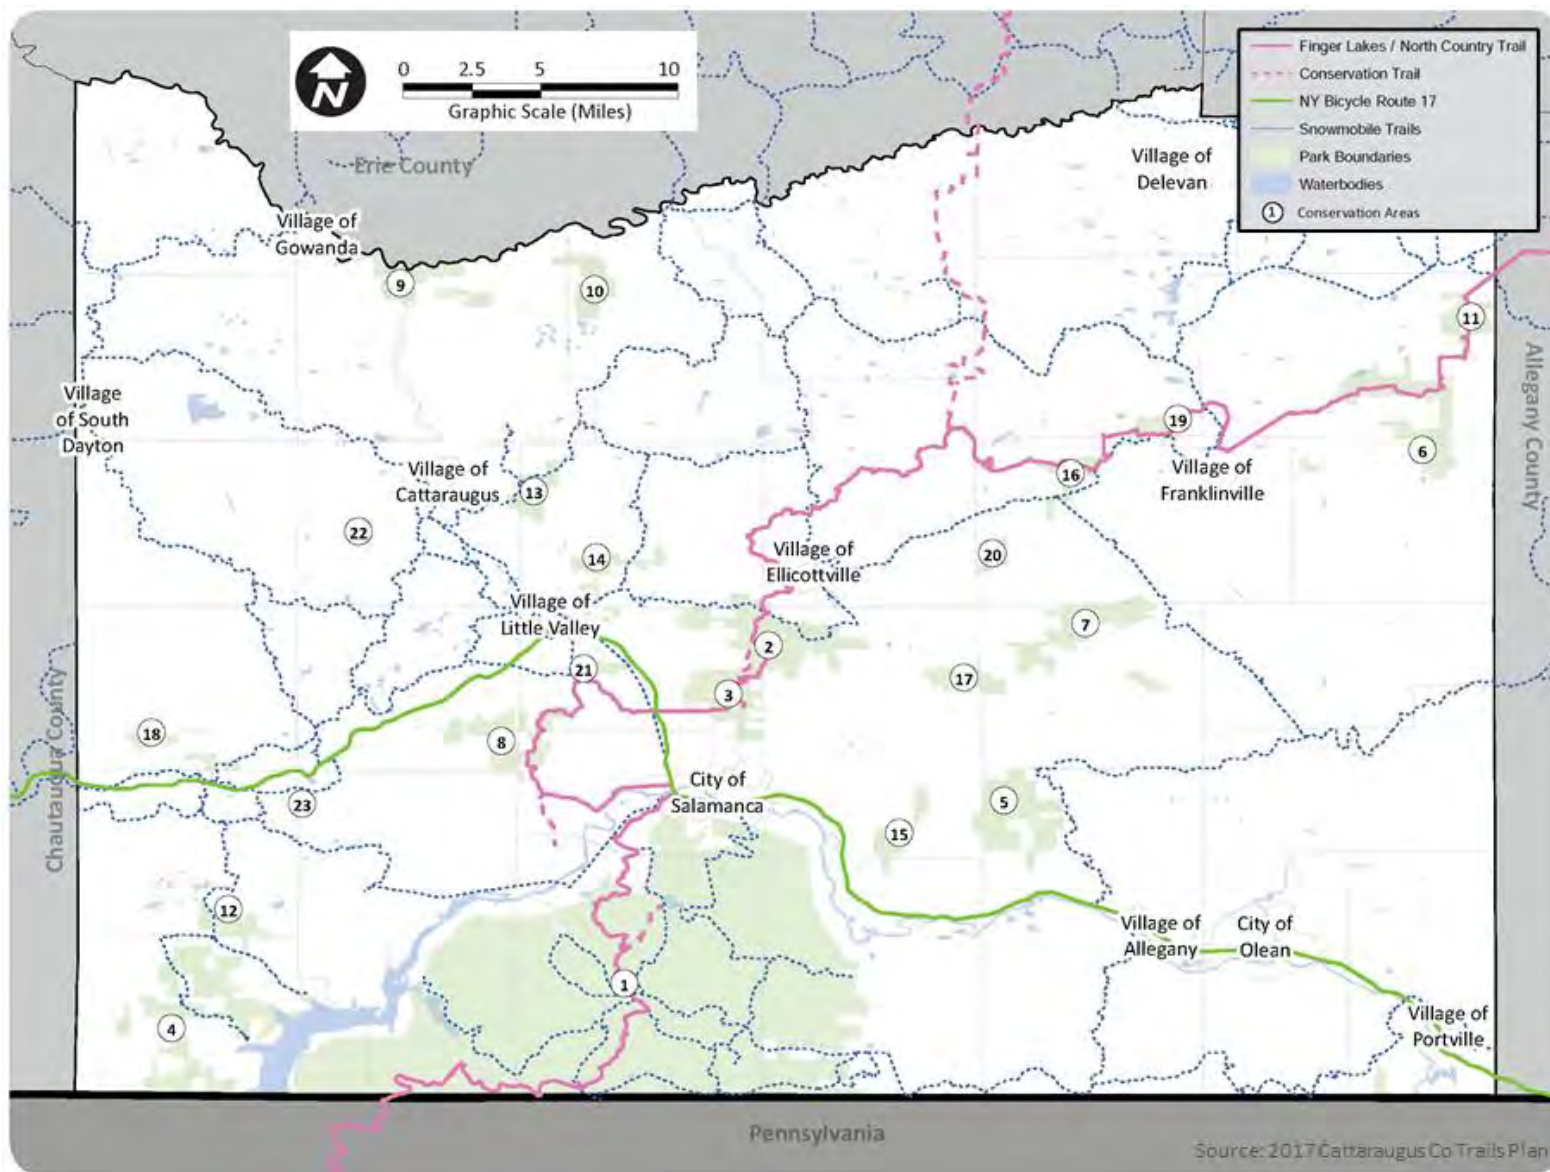 N
0 2.5 5 10
Graphic Scale (Miles)
Finger Lakes / North Country Trail
Conservation Trail
NY Bicycle Route 17
Snowmobile Trails
Park Boundaries
Waterbodies
1 Conservation Areas
Erie County
Village of
Delevan
Village of
Gowanda
9
10
11
Allegany County
Village
of South
Dayton
19
6
Village of
Cattaraugus
13
16
Village of
Franklinville
22
14
20
Village of
Ellicottville
Village of
Little Valley
7
2
21
17
3
Chautauqua County
18
8
City of
Salamanca
23
5
15
12
Village of
Allegany
City of
Olean
1
4
Village of
Portville
Pennsylvania
Source: 2017 Cattaraugus Co Trails Plan